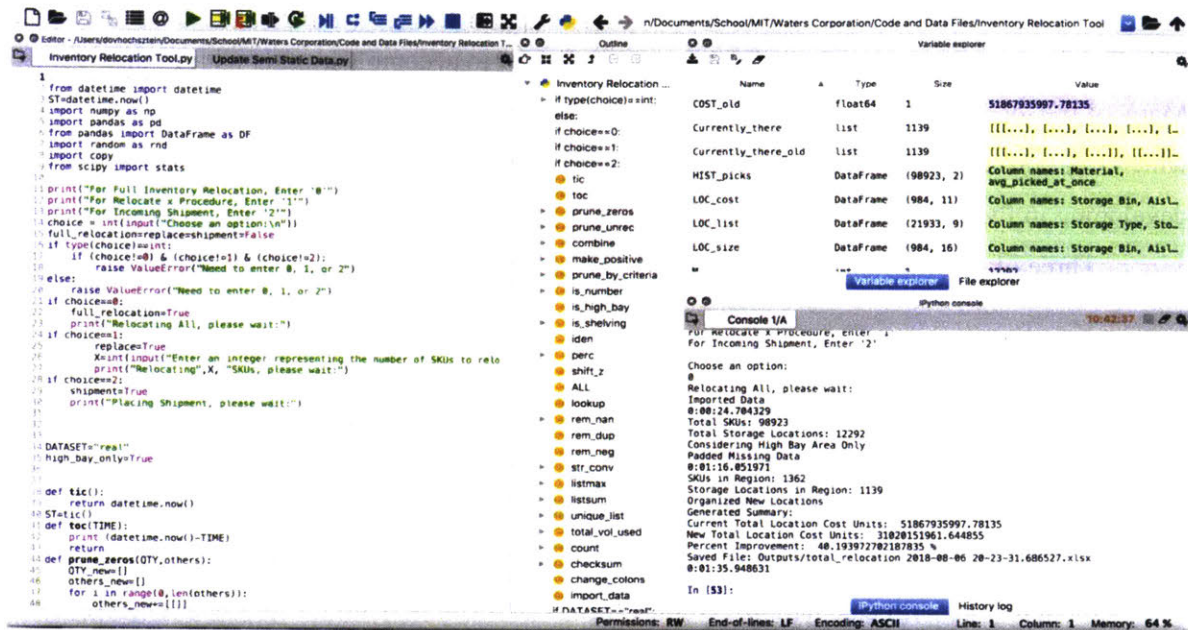 n/Documents/School/MIT/Waters Corporation/Code and Data Files/Inventory Relocation Tool
Editor - /Users/dovhochsztein/Documents/School/MIT/Waters Corporation/Code and Data Files/Inventory Relocation T...
Inventory Relocation Tool.py
Update Semi Static Data.py
1
from datetime import datetime
ST=datetime.now()
import numpy as np
import pandas as pd
from pandas import DataFrame as DF
import random as rnd
import copy
from scipy import stats
print("For Full Inventory Relocation, Enter '0'")
print("For Relocate x Procedure, Enter '1'")
print("For Incoming Shipment, Enter '2'")
choice = int(input("Choose an option:\n"))
full_relocation=replace=shipment=False
if type(choice)==int:
if (choice!=0) & (choice!=1) & (choice!=2):
raise ValueError("Need to enter 0, 1, or 2")
else:
raise ValueError("Need to enter 0, 1, or 2")
if choice==0:
full_relocation=True
print("Relocating All, please wait:")
if choice==1:
replace=True
X=int(input("Enter an integer representing the number of SKUs to relo
print("Relocating",X, "SKUs, please wait:")
if choice==2:
shipment=True
print("Placing Shipment, please wait:")
DATASET="real"
high_bay_only=True
def tic():
return datetime.now()
ST=tic()
def toc(TIME):
print (datetime.now()-TIME)
return
def prune_zeros(QTY,others):
QTY_new=[]
others_new=[]
for i in range(0,len(others)):
others_new+=[[]]
Outline
Inventory Relocation ...
if type(choice)==int:
else:
if choice==0:
if choice==1:
if choice==2:
tic
toc
prune_zeros
prune_unrec
combine
make_positive
prune_by_criteria
is_number
is_high_bay
is_shelving
iden
perc
shift_z
ALL
lookup
rem_nan
rem_dup
rem_neg
str_conv
listmax
listsum
unique_list
total_vol_used
count
checksum
change_colons
import_data
if DATASET=="real":
Variable explorer
Name Type Size Value
COST_old float64 1 51867935997.78135
Currently_there list 1139 [[[...], [...], [...], [...], [...
Currently_there_old list 1139 [[[...], [...], [...]], [[...]]...
HIST_picks DataFrame (98923, 2) Column names: Material, avg_picked_at_once
LOC_cost DataFrame (984, 11) Column names: Storage Bin, Aisl...
LOC_list DataFrame (21933, 9) Column names: Storage Type, Sto...
LOC_size DataFrame (984, 16) Column names: Storage Bin, Aisl...
Variable explorer File explorer
IPython console
Console 1/A
10:42:37
For Relocate x Procedure, Enter '1'
For Incoming Shipment, Enter '2'
Choose an option:
0
Relocating All, please wait:
Imported Data
0:00:24.704329
Total SKUs: 98923
Total Storage Locations: 12292
Considering High Bay Area Only
Padded Missing Data
0:01:16.051971
SKUs in Region: 1362
Storage Locations in Region: 1139
Organized New Locations
Generated Summary:
Current Total Location Cost Units: 51867935997.78135
New Total Location Cost Units: 31020151961.644855
Percent Improvement: 40.193972702187835 %
Saved File: Outputs/total_relocation 2018-08-06 20-23-31.686527.xlsx
0:01:35.948631
In [53]:
IPython console History log
Permissions: RW End-of-lines: LF Encoding: ASCII Line: 1 Column: 1 Memory: 64 %